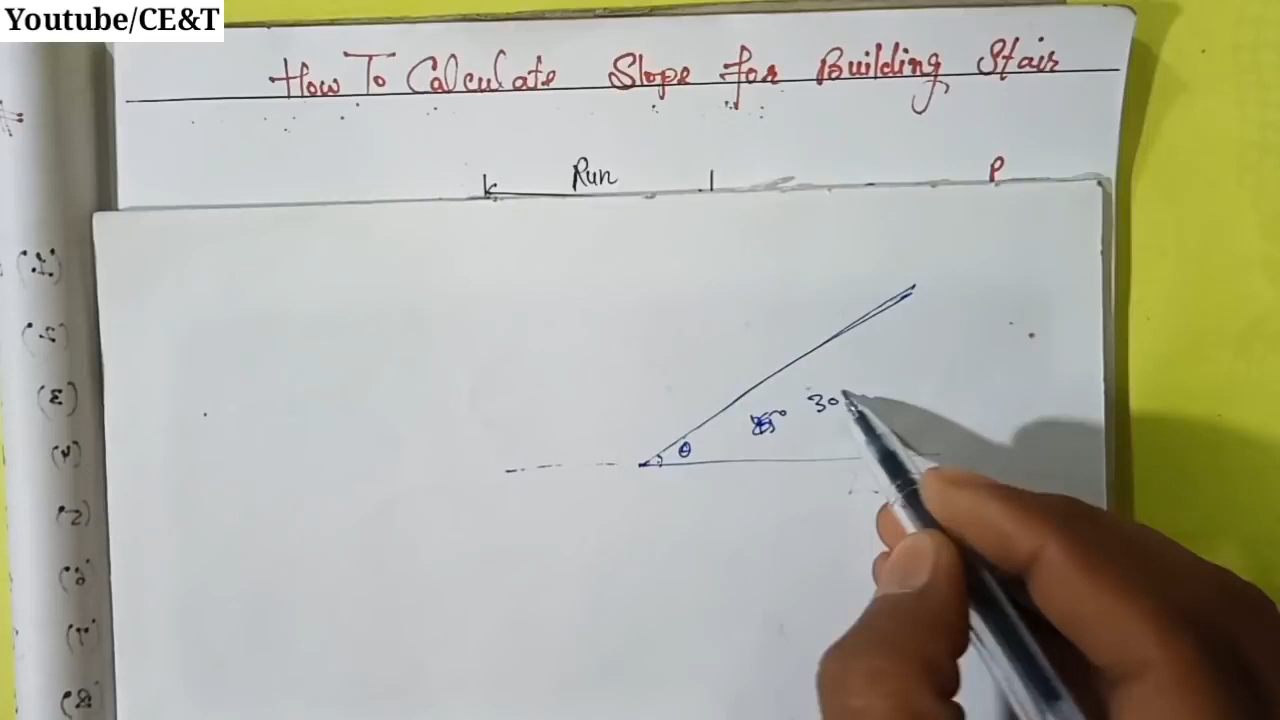 Youtube/CE&T
How To Calculate Slope for Building Stair
Run
P
30
θ